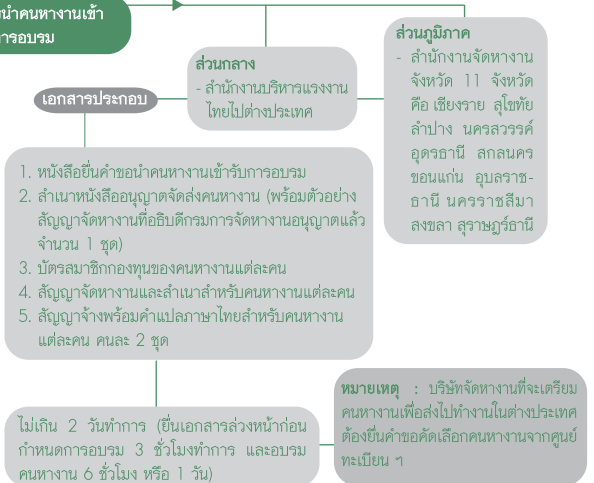 งนำคนหางานเข้า
ารอบรม
ส่วนกลาง
- สำนักงานบริหารแรงงาน
ไทยไปต่างประเทศ
ส่วนภูมิภาค
- สำนักงานจัดหางาน
จังหวัด 11 จังหวัด
คือ เชียงราย สุโขทัย
ลำปาง นครสวรรค์
อุดรธานี สกลนคร
ขอนแก่น อุบลราช-
ธานี นครราชสีมา
สงขลา สุราษฎร์ธานี
เอกสารประกอบ
1. หนังสือยื่นคำขอนำคนหางานเข้ารับการอบรม
2. สำเนาหนังสืออนุญาตจัดส่งคนหางาน (พร้อมตัวอย่าง
สัญญาจัดหางานที่อธิบดีกรมการจัดหางานอนุญาตแล้ว
จำนวน 1 ชุด)
3. บัตรสมาชิกกองทุนของคนหางานแต่ละคน
4. สัญญาจัดหางานและสำเนาสำหรับคนหางานแต่ละคน
5. สัญญาจ้างพร้อมคำแปลภาษาไทยสำหรับคนหางาน
แต่ละคน คนละ 2 ชุด
ไม่เกิน 2 วันทำการ (ยื่นเอกสารล่วงหน้าก่อน
กำหนดการอบรม 3 ชั่วโมงทำการ และอบรม
คนหางาน 6 ชั่วโมง หรือ 1 วัน)
หมายเหตุ : บริษัทจัดหางานที่จะเตรียม
คนหางานเพื่อส่งไปทำงานในต่างประเทศ
ต้องยื่นคำขอคัดเลือกคนหางานจากศูนย์
ทะเบียน ฯ